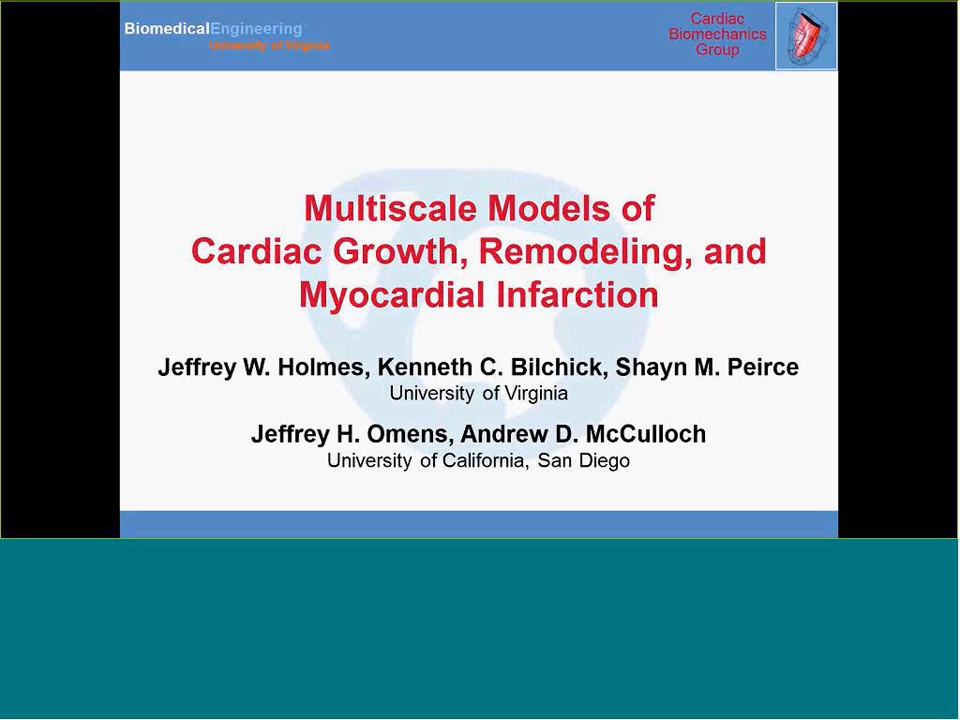 BiomedicalEngineering
University of Virginia
Cardiac
Biomechanics
Group
Multiscale Models of
Cardiac Growth, Remodeling, and
Myocardial Infarction
Jeffrey W. Holmes, Kenneth C. Bilchick, Shayn M. Peirce
University of Virginia
Jeffrey H. Omens, Andrew D. McCulloch
University of California, San Diego